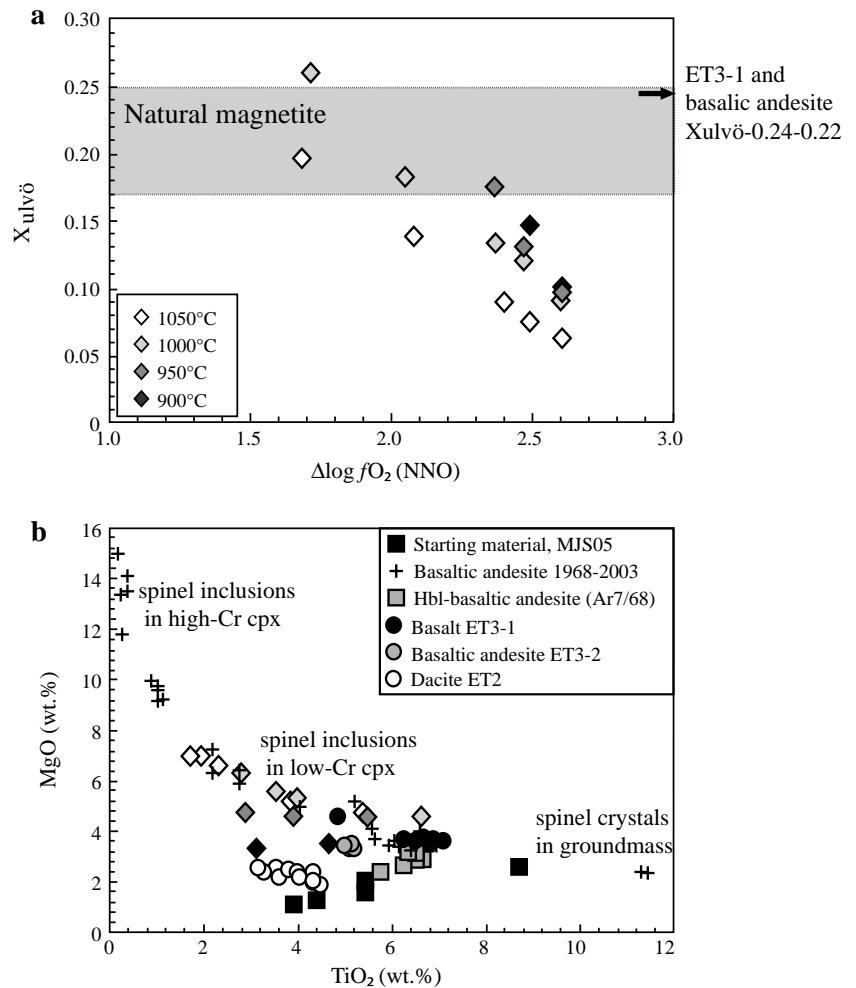 a
0.30
0.25
0.20
0.15
0.10
0.05
0
Xulvö
Natural magnetite
ET3-1 and
basalic andesite
Xulvö-0.24-0.22
1050°C
1000°C
950°C
900°C
1.0 1.5 2.0 2.5 3.0
Δlog fO₂ (NNO)
b
16
14
12
10
8
6
4
2
0
MgO (wt.%)
Starting material, MJS05
Basaltic andesite 1968-2003
Hbl-basaltic andesite (Ar7/68)
Basalt ET3-1
Basaltic andesite ET3-2
Dacite ET2
spinel inclusions
in high-Cr cpx
spinel inclusions
in low-Cr cpx
spinel crystals
in groundmass
0 2 4 6 8 10 12
TiO₂ (wt.%)